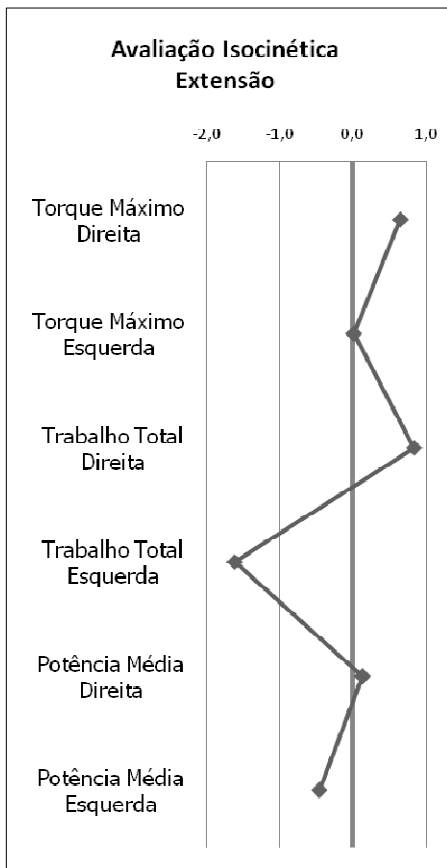 Avaliação Isocinética
Extensão
-2,0 -1,0 0,0 1,0
Torque Máximo
Direita
Torque Máximo
Esquerda
Trabalho Total
Direita
Trabalho Total
Esquerda
Potência Média
Direita
Potência Média
Esquerda